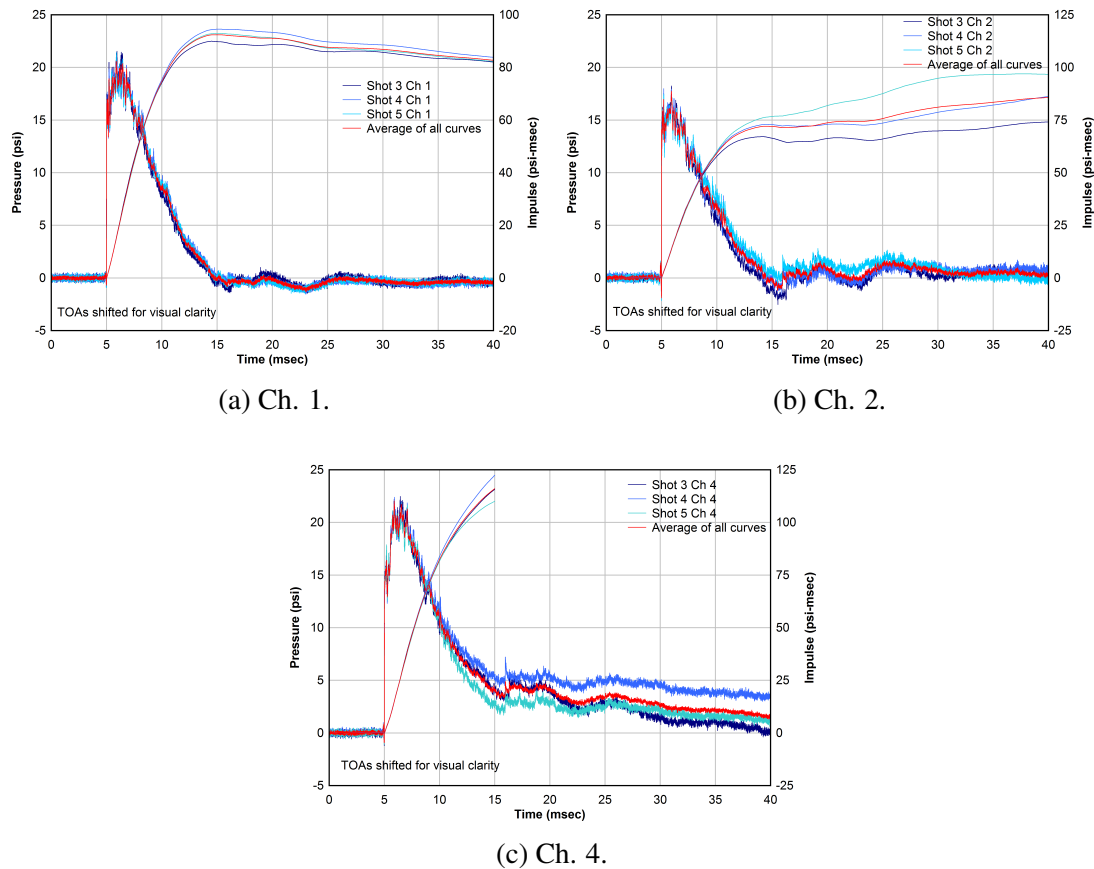 25
20
15
10
5
0
-5
Pressure (psi)
100
80
60
40
20
0
-20
Impulse (psi-msec)
Shot 3 Ch 1
Shot 4 Ch 1
Shot 5 Ch 1
Average of all curves
TOAs shifted for visual clarity
0 5 10 15 20 25 30 35 40
Time (msec)
(a) Ch. 1.
25
20
15
10
5
0
-5
Pressure (psi)
125
100
75
50
25
0
-25
Impulse (psi-msec)
Shot 3 Ch 2
Shot 4 Ch 2
Shot 5 Ch 2
Average of all curves
TOAs shifted for visual clarity
0 5 10 15 20 25 30 35 40
Time (msec)
(b) Ch. 2.
25
20
15
10
5
0
-5
Pressure (psi)
125
100
75
50
25
0
-25
Impulse (psi-msec)
Shot 3 Ch 4
Shot 4 Ch 4
Shot 5 Ch 4
Average of all curves
TOAs shifted for visual clarity
0 5 10 15 20 25 30 35 40
Time (msec)
(c) Ch. 4.